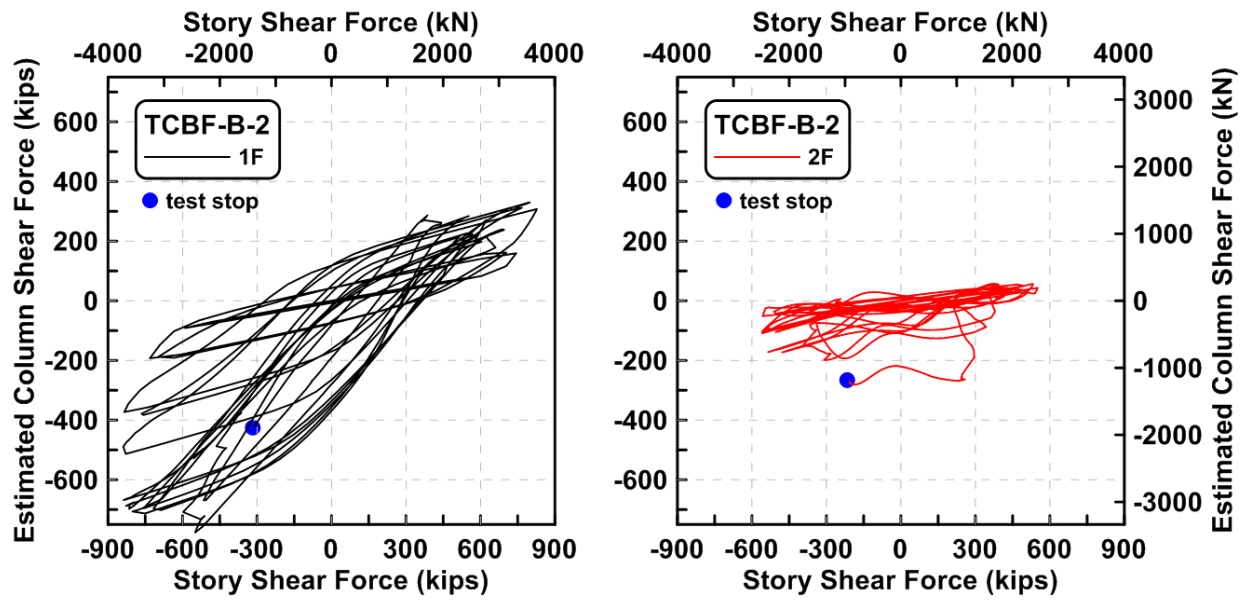 Story Shear Force (kN)
-4000 -2000 0 2000 4000
Estimated Column Shear Force (kips)
600
400
200
0
-200
-400
-600
TCBF-B-2
1F
test stop
-900 -600 -300 0 300 600 900
Story Shear Force (kips)
Story Shear Force (kN)
-4000 -2000 0 2000 4000
600
400
200
0
-200
-400
-600
TCBF-B-2
2F
test stop
3000
2000
1000
0
-1000
-2000
-3000
Estimated Column Shear Force (kN)
-900 -600 -300 0 300 600 900
Story Shear Force (kips)